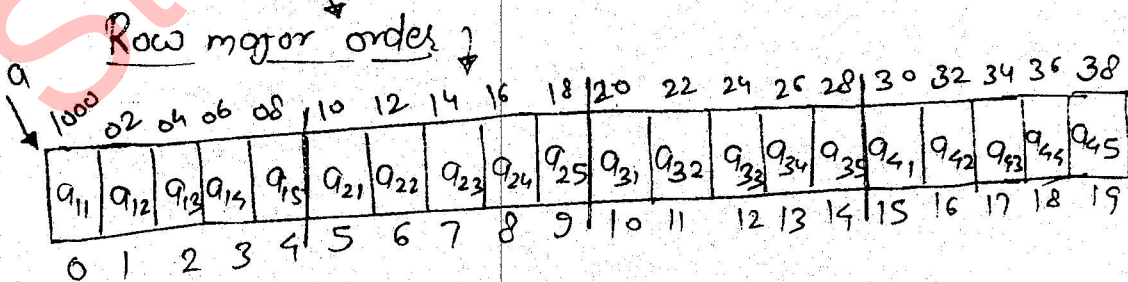 Row major order
a
1000 02 04 06 08 10 12 14 16 18 20 22 24 26 28 30 32 34 36 38
a11 a12 a13 a14 a15 a21 a22 a23 a24 a25 a31 a32 a33 a34 a35 a41 a42 a43 a44 a45
0 1 2 3 4 5 6 7 8 9 10 11 12 13 14 15 16 17 18 19